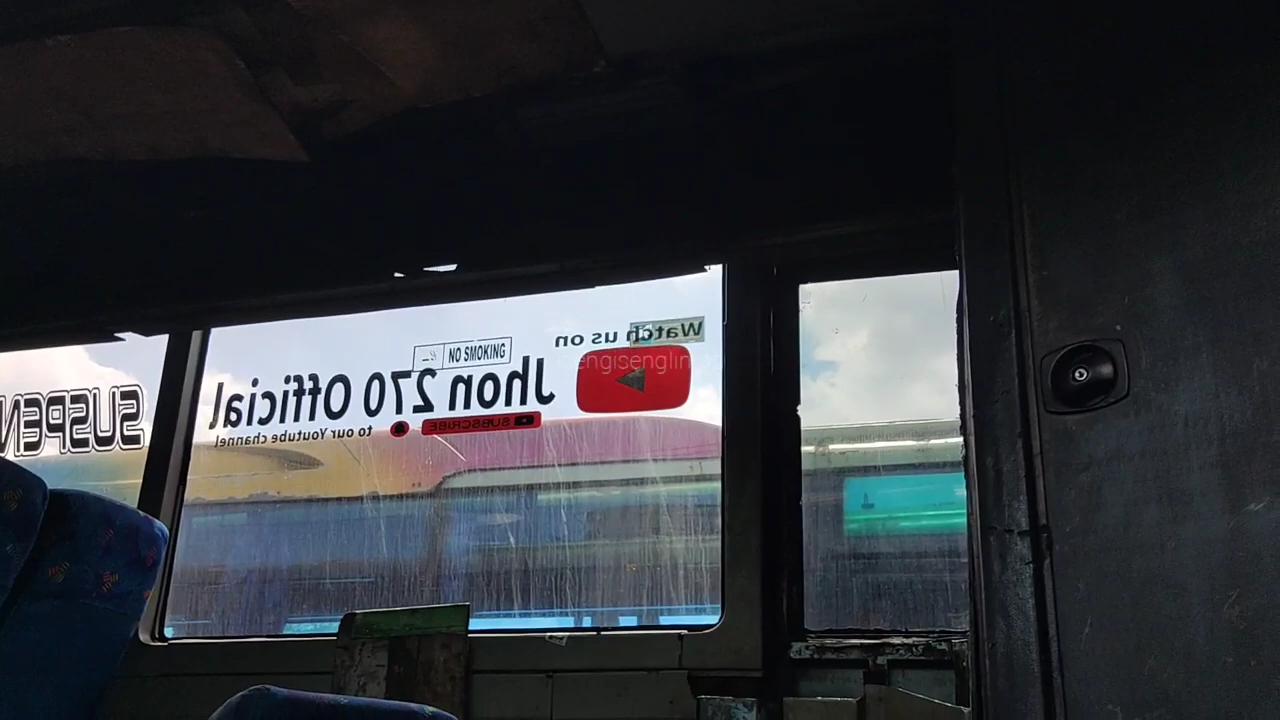 Watch us on
NO SMOKING
Jhon 270 Official
SUBSCRIBE
to our Youtube channel
SUSPEN